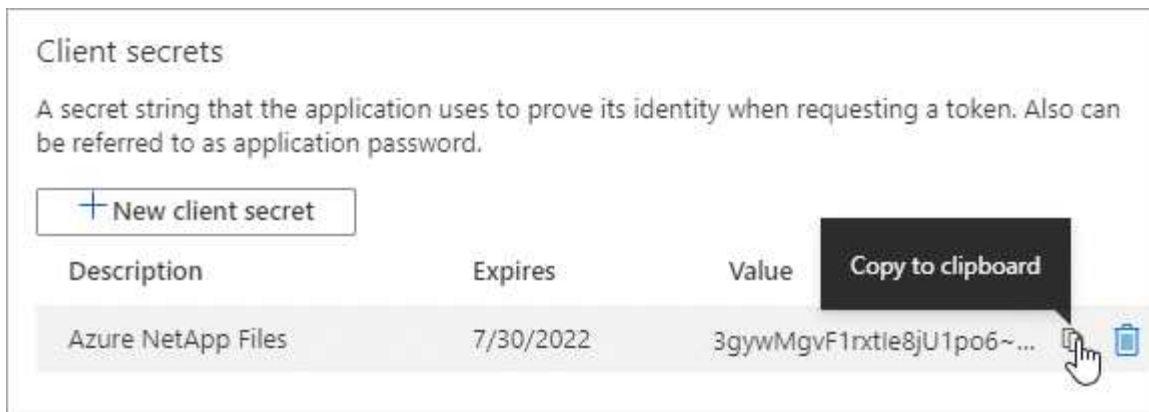 Client secrets
A secret string that the application uses to prove its identity when requesting a token. Also can
be referred to as application password.
+ New client secret
Description Expires Value Copy to clipboard
Azure NetApp Files 7/30/2022 3gywMgvF1rxtIe8jU1po6~...